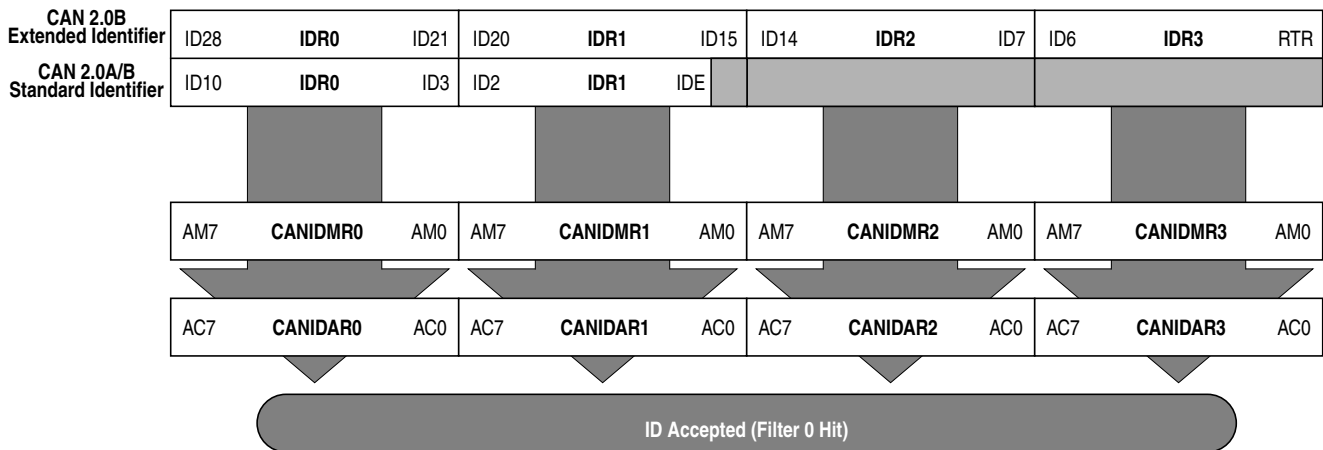 CAN 2.0B
Extended Identifier
ID28 IDR0 ID21 ID20 IDR1 ID15 ID14 IDR2 ID7 ID6 IDR3 RTR
CAN 2.0A/B
Standard Identifier
ID10 IDR0 ID3 ID2 IDR1 IDE
AM7 CANIDMR0 AM0 AM7 CANIDMR1 AM0 AM7 CANIDMR2 AM0 AM7 CANIDMR3 AM0
AC7 CANIDAR0 AC0 AC7 CANIDAR1 AC0 AC7 CANIDAR2 AC0 AC7 CANIDAR3 AC0
ID Accepted (Filter 0 Hit)